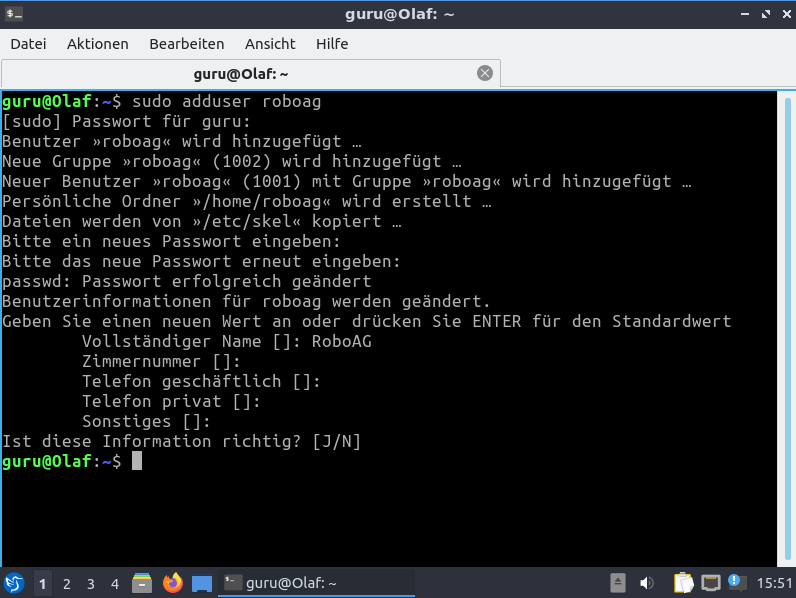 guru@Olaf: ~
Datei Aktionen Bearbeiten Ansicht Hilfe
guru@Olaf: ~
guru@Olaf:~$ sudo adduser roboag
[sudo] Passwort für guru:
Benutzer »roboag« wird hinzugefügt …
Neue Gruppe »roboag« (1002) wird hinzugefügt …
Neuer Benutzer »roboag« (1001) mit Gruppe »roboag« wird hinzugefügt …
Persönliche Ordner »/home/roboag« wird erstellt …
Dateien werden von »/etc/skel« kopiert …
Bitte ein neues Passwort eingeben:
Bitte das neue Passwort erneut eingeben:
passwd: Passwort erfolgreich geändert
Benutzerinformationen für roboag werden geändert.
Geben Sie einen neuen Wert an oder drücken Sie ENTER für den Standardwert
        Vollständiger Name []: RoboAG
        Zimmernummer []:
        Telefon geschäftlich []:
        Telefon privat []:
        Sonstiges []:
Ist diese Information richtig? [J/N]
guru@Olaf:~$
1 2 3 4 guru@Olaf: ~ 15:51